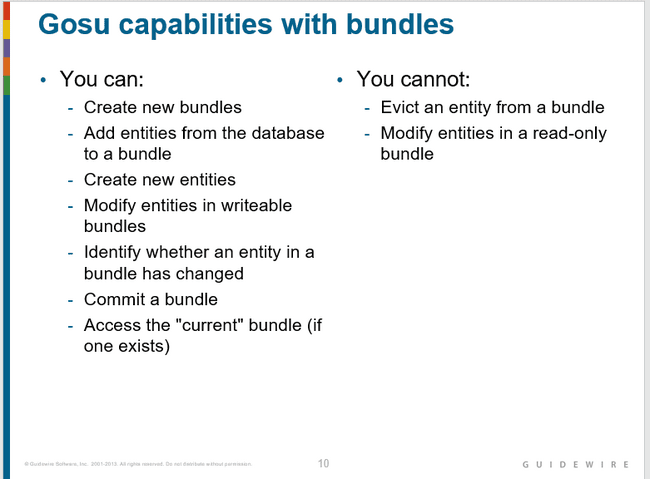 Gosu capabilities with bundles
• You can:
- Create new bundles
- Add entities from the database
to a bundle
- Create new entities
- Modify entities in writeable
bundles
- Identify whether an entity in a
bundle has changed
- Commit a bundle
- Access the "current" bundle (if
one exists)
• You cannot:
- Evict an entity from a bundle
- Modify entities in a read-only
bundle
© Guidewire Software, Inc. 2001-2013. All rights reserved. Do not distribute without permission.
10
GUIDEWIRE